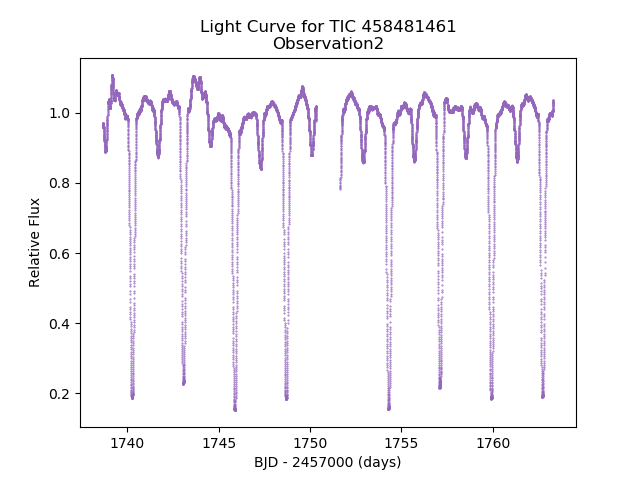 Light Curve for TIC 458481461
Observation2
1.0
0.8
0.6
0.4
0.2
Relative Flux
1740
1745
1750
1755
1760
BJD - 2457000 (days)